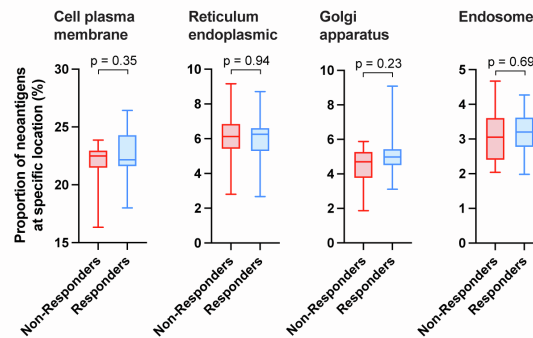 Cell plasma
membrane
p = 0.35
Proportion of neoantigens
at specific location (%)
30
25
20
15
Non-Responders
Responders
Reticulum
endoplasmic
p = 0.94
10
8
6
4
2
0
Non-Responders
Responders
Golgi
apparatus
p = 0.23
10
8
6
4
2
0
Non-Responders
Responders
Endosome
p = 0.69
5
4
3
2
1
0
Non-Responders
Responders